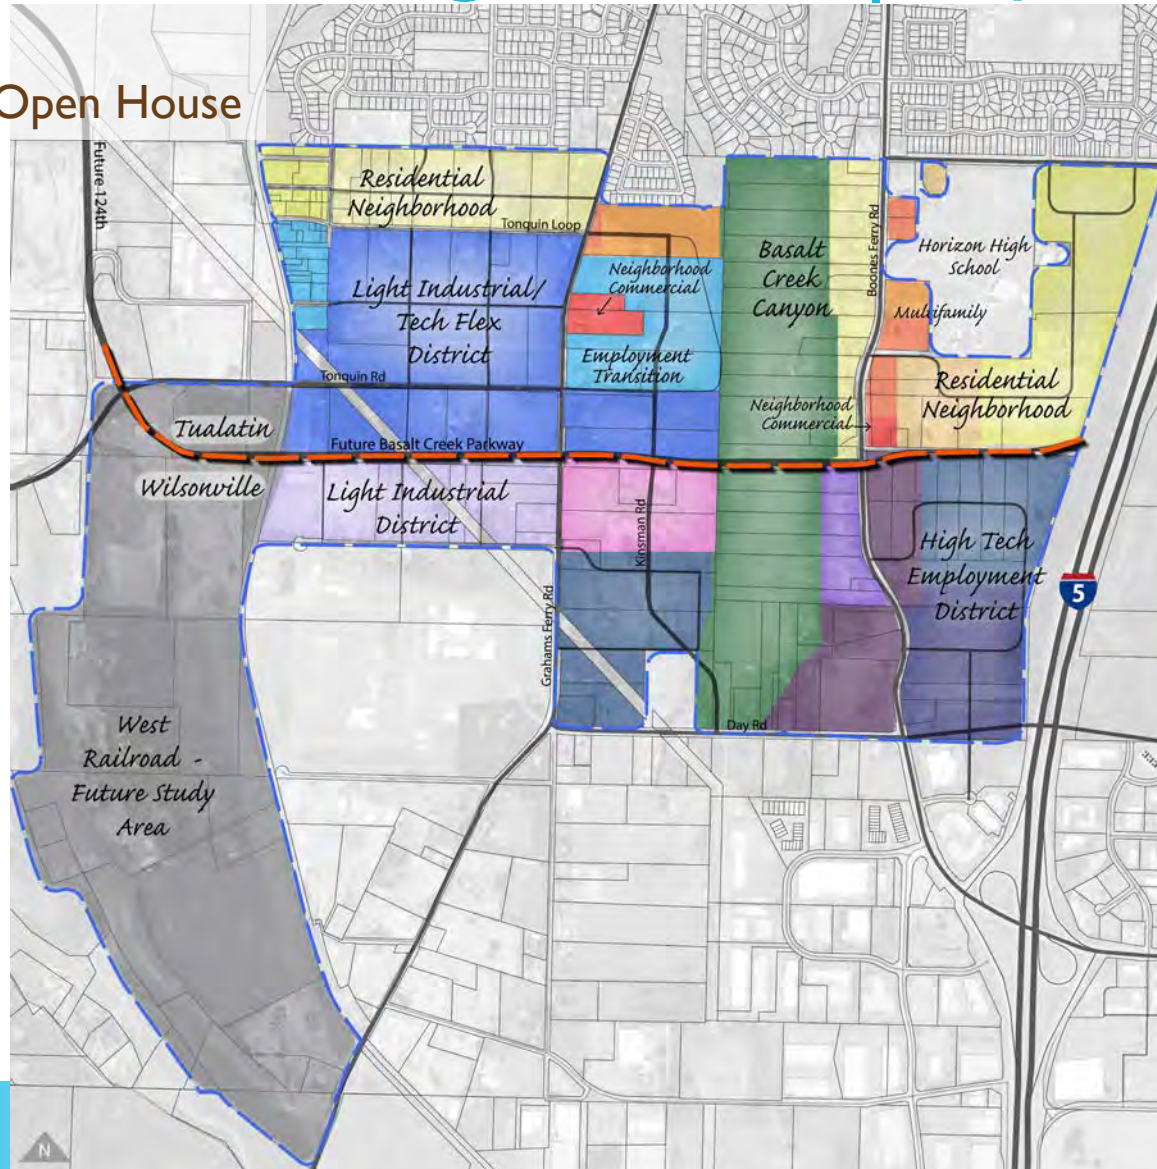 Open House
Future 124th
Residential
Neighborhood
Tonquin Loop
Boones Ferry Rd
Horizon High
School
Basalt
Creek
Canyon
Neighborhood
Commercial
Light Industrial/
Tech Flex
District
Multifamily
Employment
Transition
Tonquin Rd
Residential
Neighborhood
Neighborhood
Commercial
Tualatin
Future Basalt Creek Parkway
Wilsonville
Light Industrial
District
Kinsman Rd
High Tech
Employment
District
5
Grahams Ferry Rd
West
Railroad -
Future Study
Area
Day Rd
N